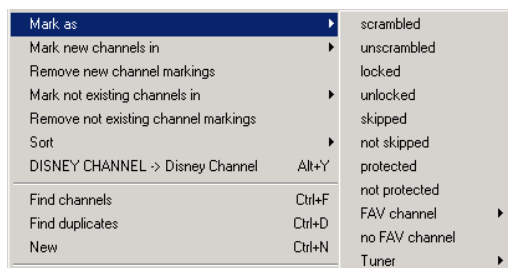 Mark as
Mark new channels in
Remove new channel markings
Mark not existing channels in
Remove not existing channel markings
Sort
DISNEY CHANNEL -> Disney Channel Alt+Y
Find channels Ctrl+F
Find duplicates Ctrl+D
New Ctrl+N
scrambled
unscrambled
locked
unlocked
skipped
not skipped
protected
not protected
FAV channel
no FAV channel
Tuner